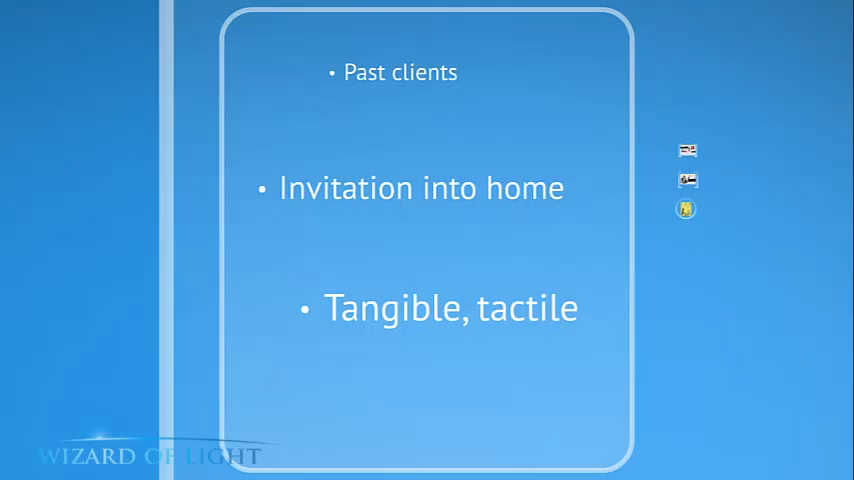 • Past clients
• Invitation into home
• Tangible, tactile
WIZARD OF LIGHT